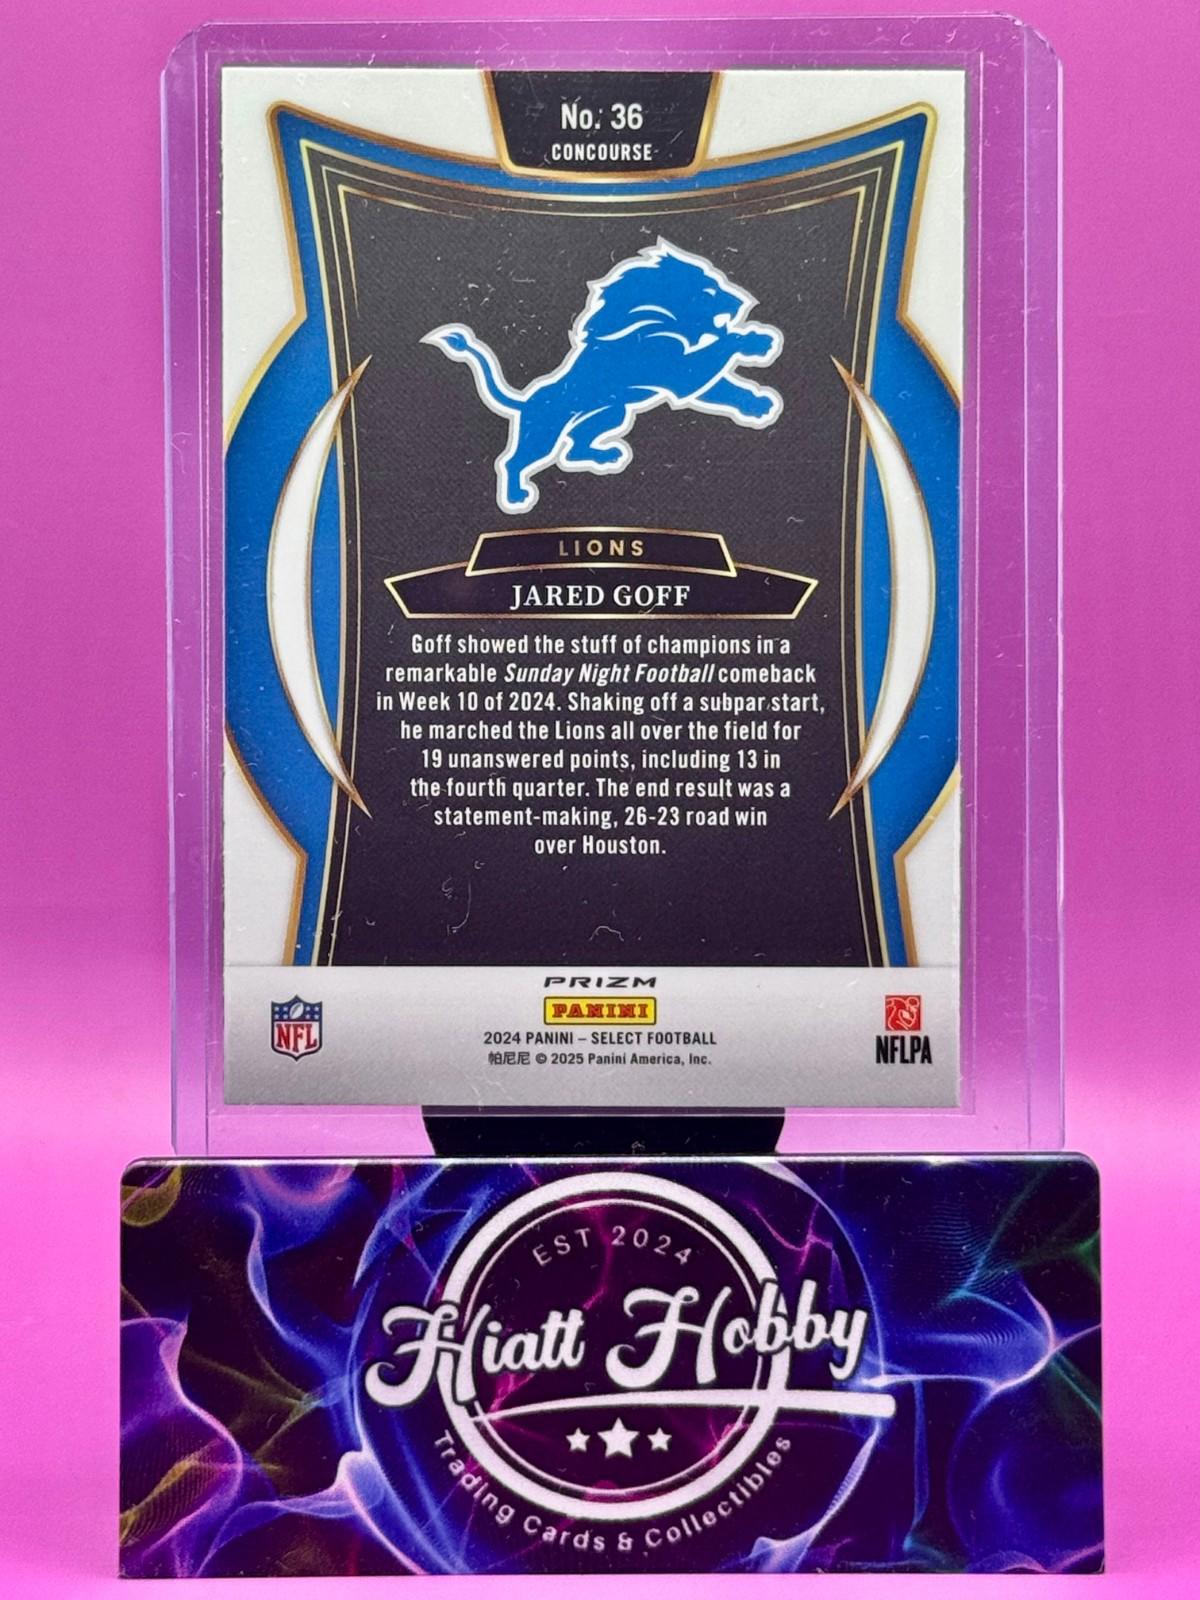 No. 36
CONCOURSE
LIONS
JARED GOFF
Goff showed the stuff of champions in a
remarkable Sunday Night Football comeback
in Week 10 of 2024. Shaking off a subpar start,
he marched the Lions all over the field for
19 unanswered points, including 13 in
the fourth quarter. The end result was a
statement-making, 26-23 road win
over Houston.
PRIZM
PANINI
NFL
2024 PANINI – SELECT FOOTBALL
帕尼尼 © 2025 Panini America, Inc.
NFLPA
EST 2024
Hiatt Hobby
Trading Cards & Collectibles